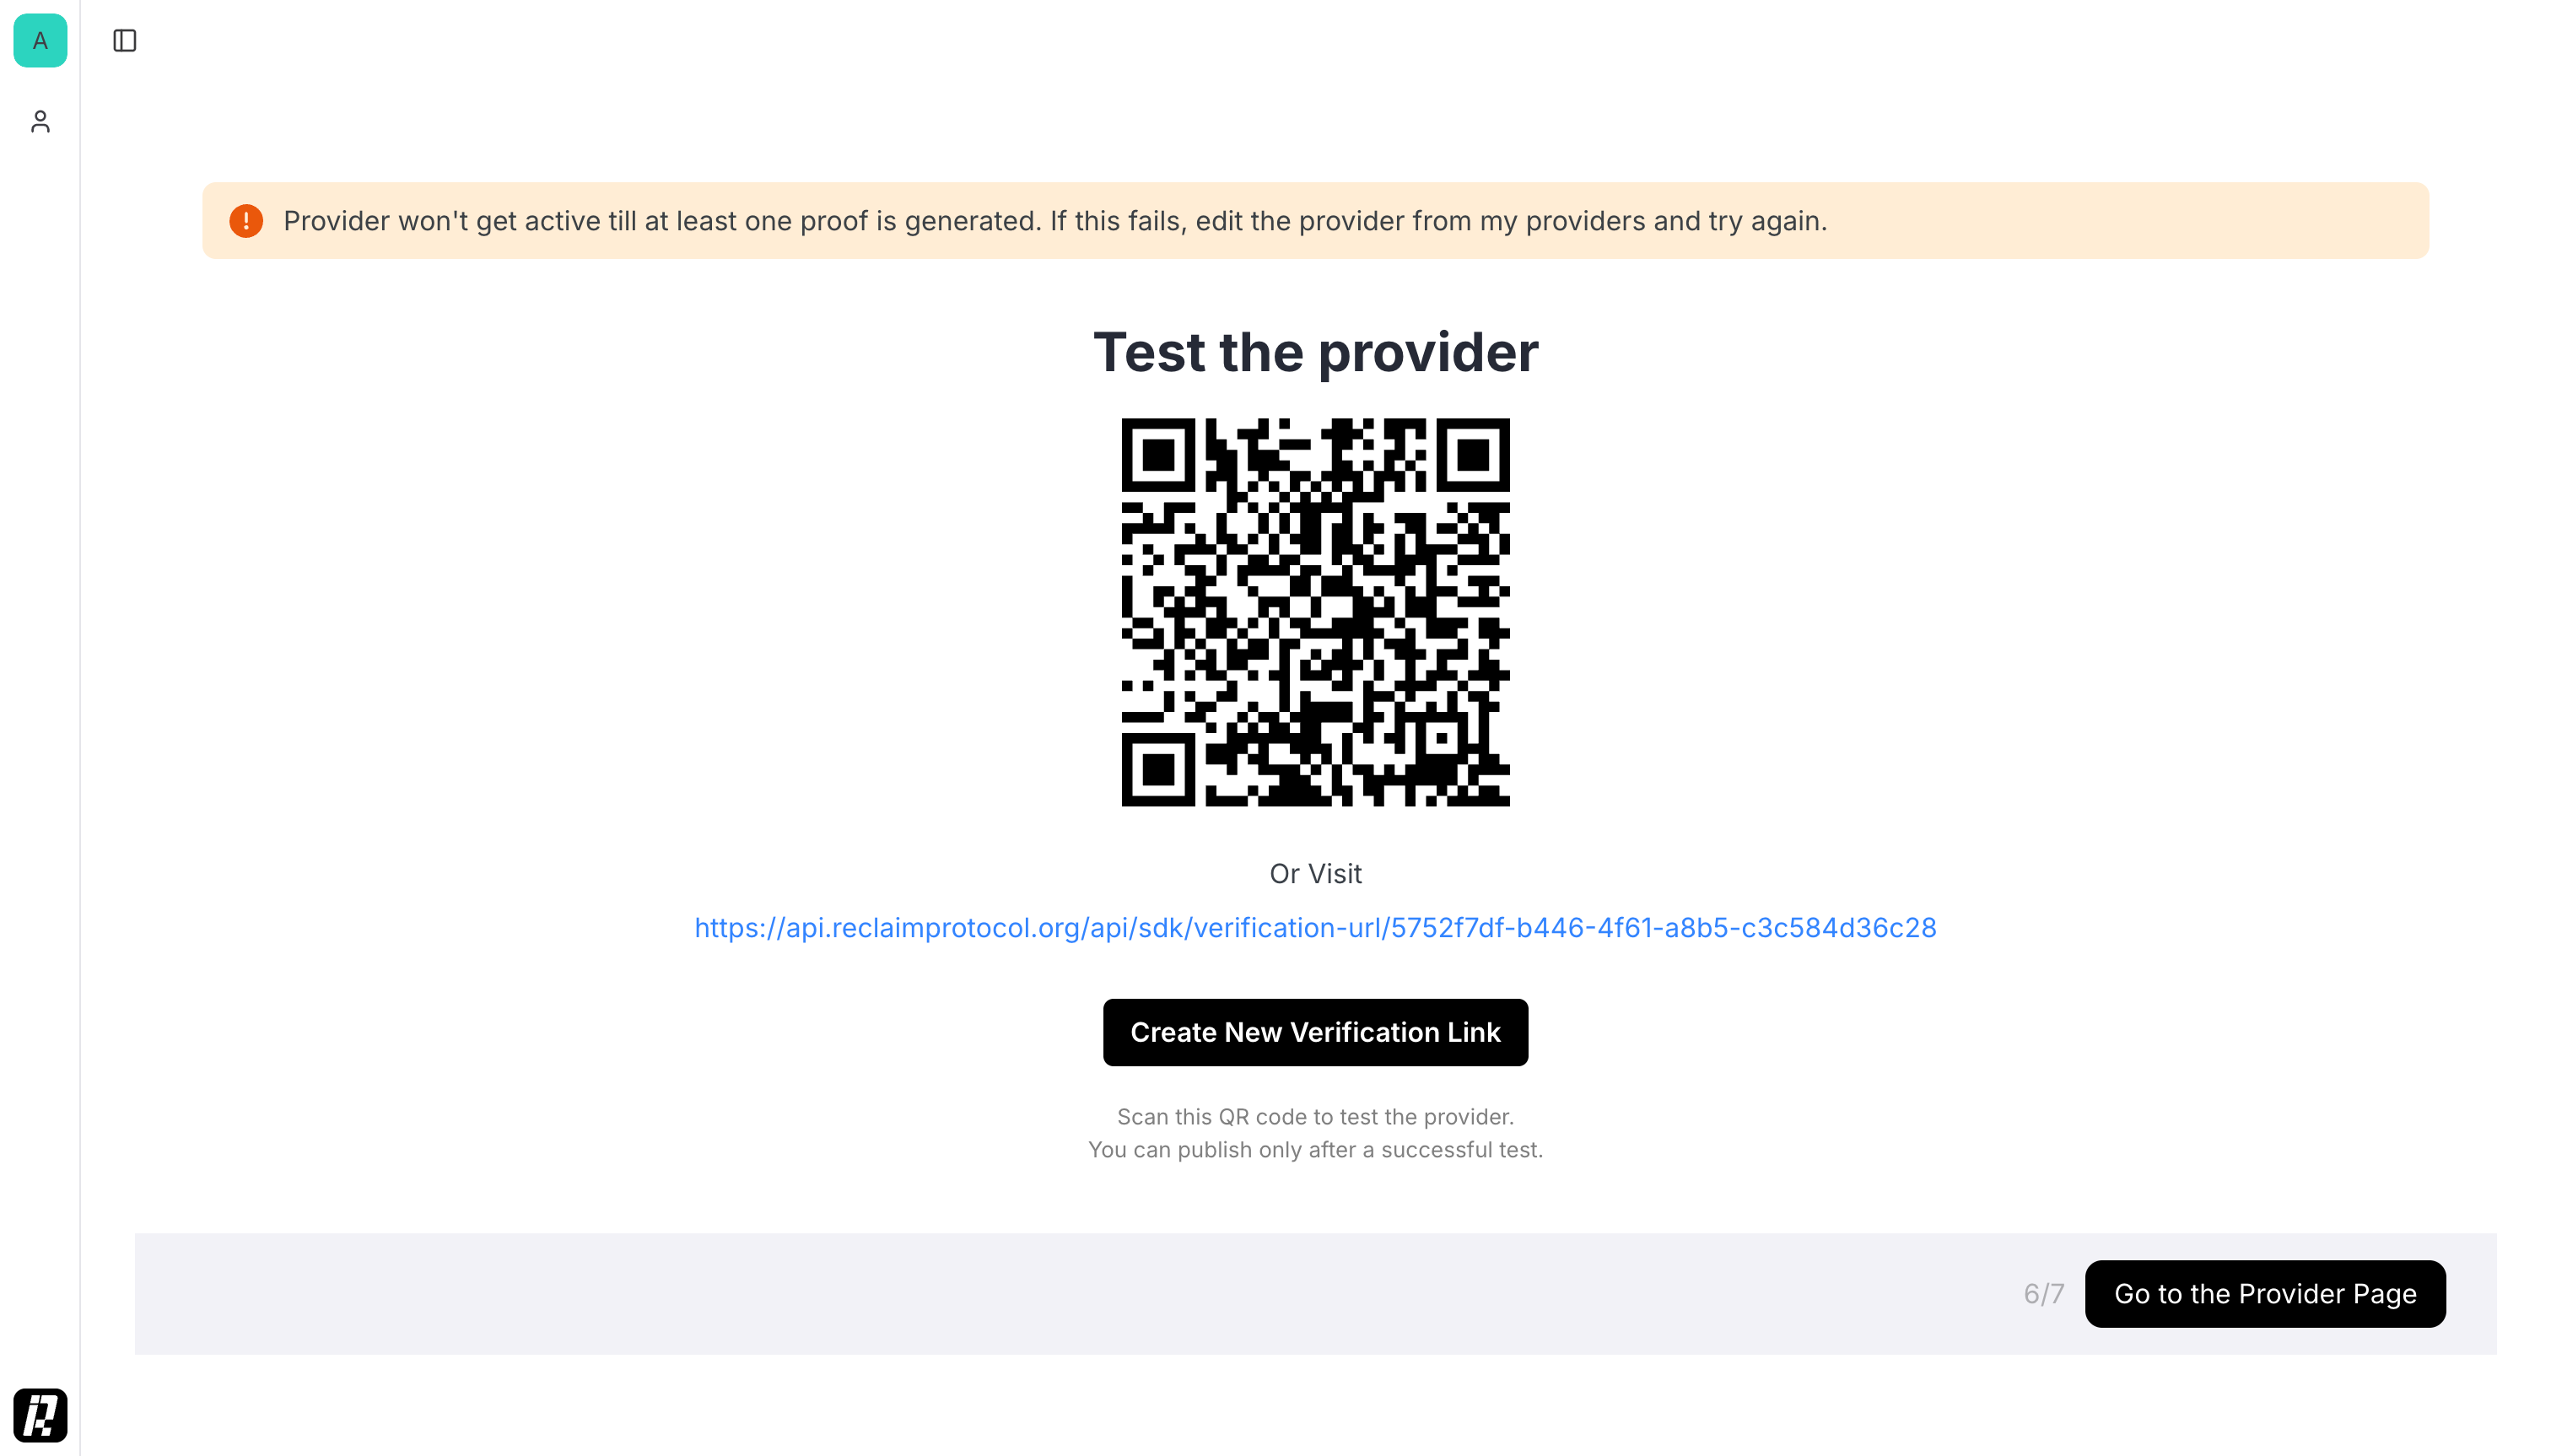 A
Provider won't get active till at least one proof is generated. If this fails, edit the provider from my providers and try again.
Test the provider
Or Visit
https://api.reclaimprotocol.org/api/sdk/verification-url/5752f7df-b446-4f61-a8b5-c3c584d36c28
Create New Verification Link
Scan this QR code to test the provider.
You can publish only after a successful test.
6/7
Go to the Provider Page